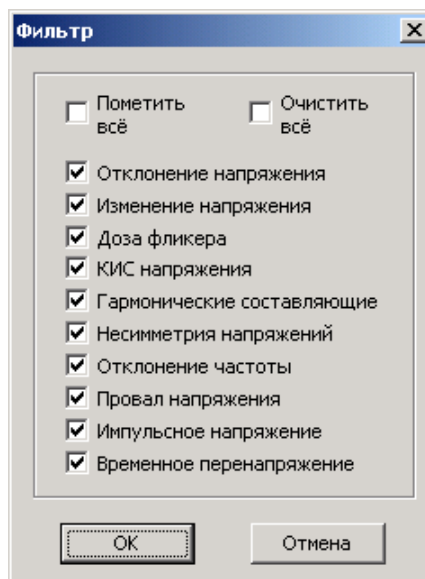 Фильтр
Пометить всё
Очистить всё
Отклонение напряжения
Изменение напряжения
Доза фликера
КИС напряжения
Гармонические составляющие
Несимметрия напряжений
Отклонение частоты
Провал напряжения
Импульсное напряжение
Временное перенапряжение
OK
Отмена